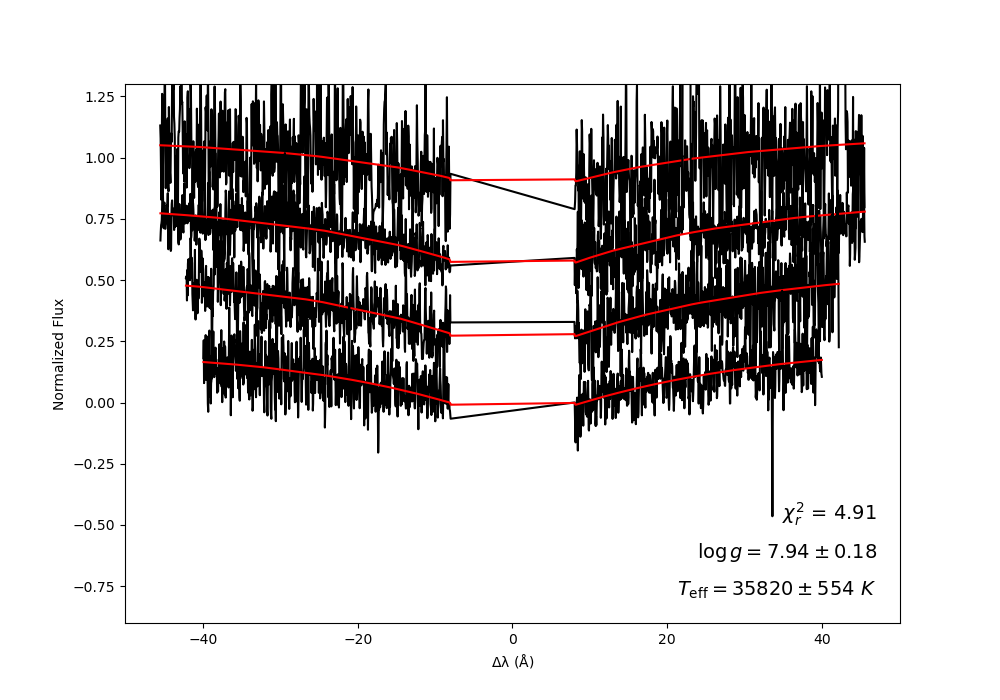 1.25
1.00
0.75
0.50
0.25
0.00
−0.25
−0.50
−0.75
Normalized Flux
χ²ᵣ = 4.91
log g = 7.94 ± 0.18
T_eff = 35820 ± 554 K
−40 −20 0 20 40
Δλ (Å)